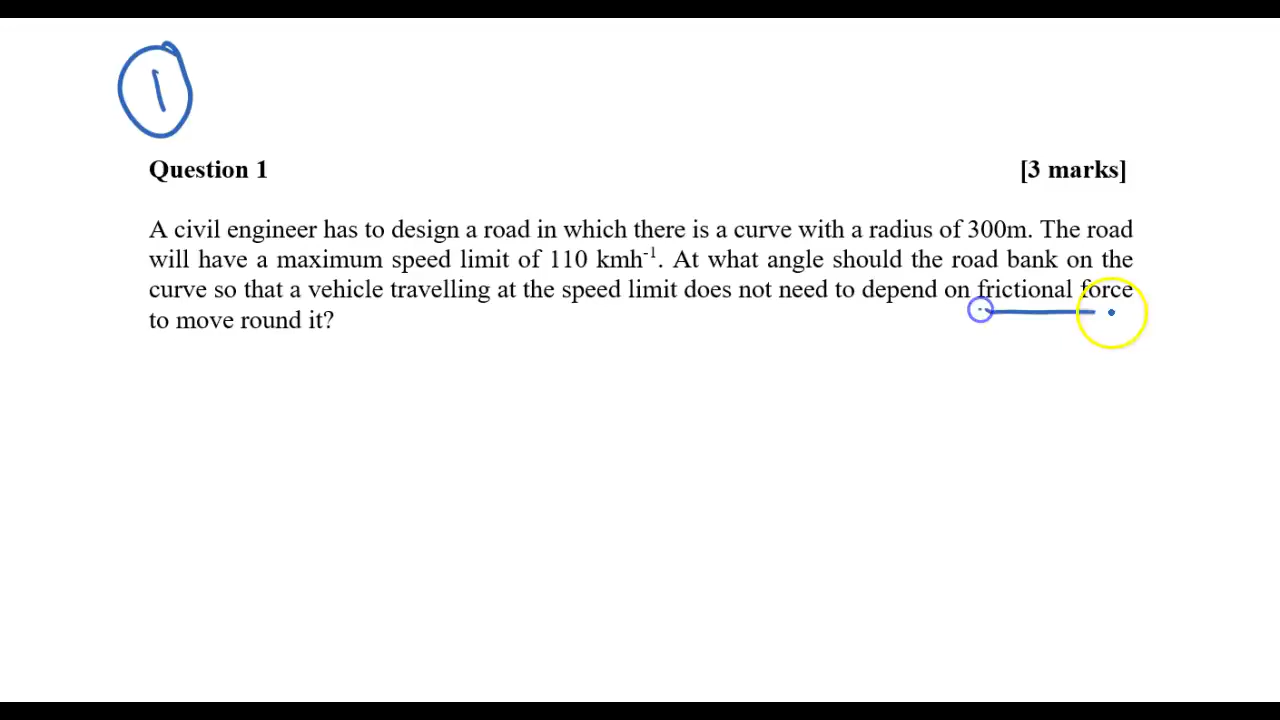 1
Question 1 [3 marks]
A civil engineer has to design a road in which there is a curve with a radius of 300m. The road
will have a maximum speed limit of 110 kmh⁻¹. At what angle should the road bank on the
curve so that a vehicle travelling at the speed limit does not need to depend on frictional force
to move round it?